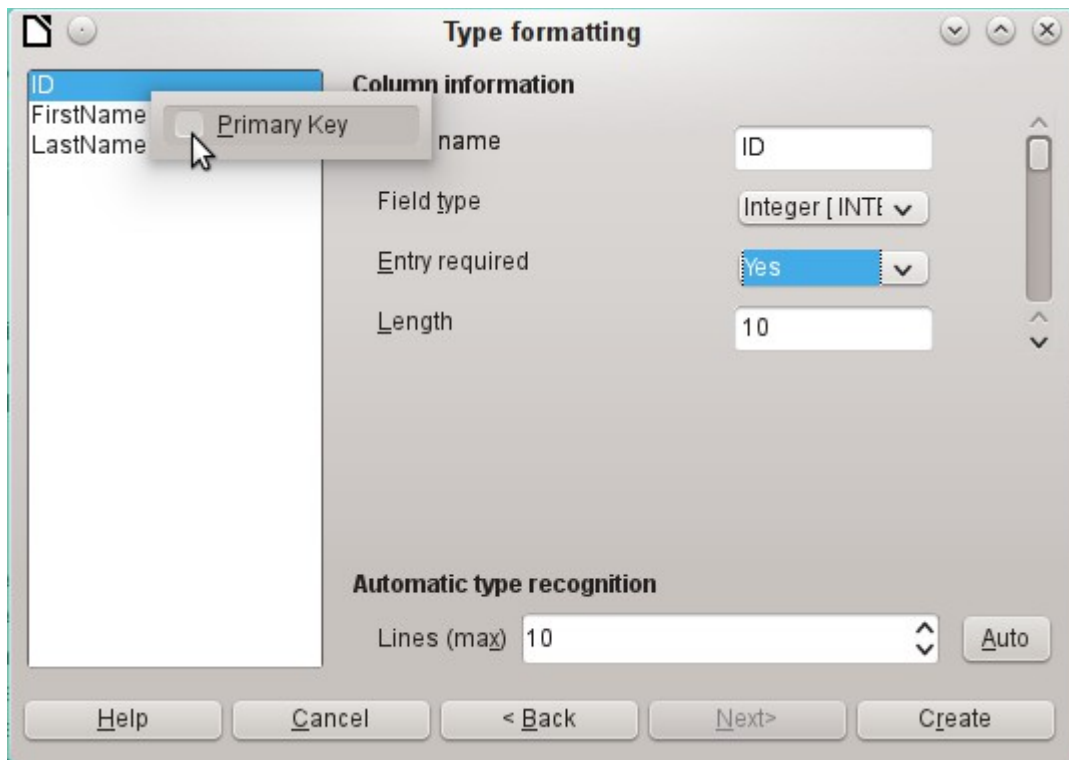 Type formatting
ID
FirstName
LastName
Primary Key
Column information
name
ID
Field type
Integer [ INTE
Entry required
Yes
Length
10
Automatic type recognition
Lines (max)
10
Auto
Help
Cancel
< Back
Next>
Create